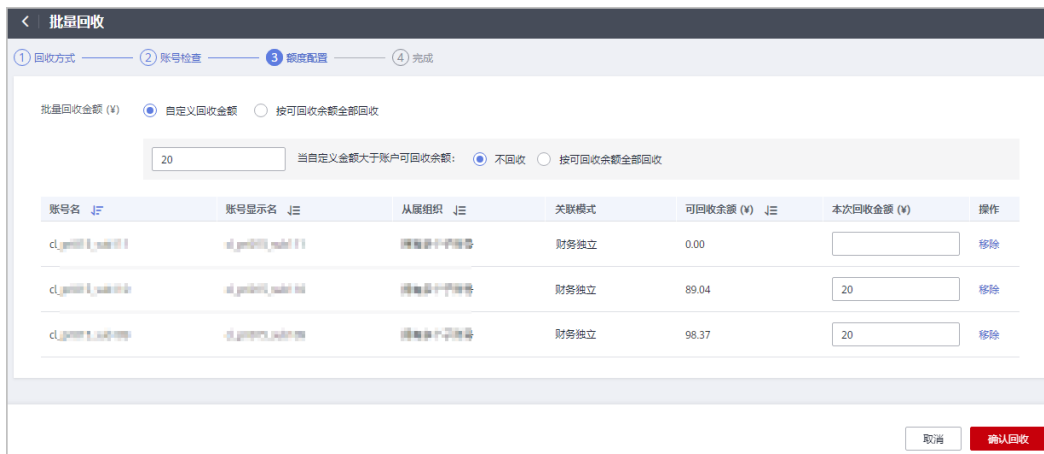 批量回收
1 回收方式 2 账号检查 3 额度配置 4 完成
批量回收金额 (¥) 自定义回收金额 按可回收余额全部回收
20 当自定义金额大于账户可回收余额: 不回收 按可回收余额全部回收
账号名 账号显示名 从属组织 关联模式 可回收余额 (¥) 本次回收金额 (¥) 操作
财务独立 0.00 移除
财务独立 89.04 20 移除
财务独立 98.37 20 移除
取消 确认回收